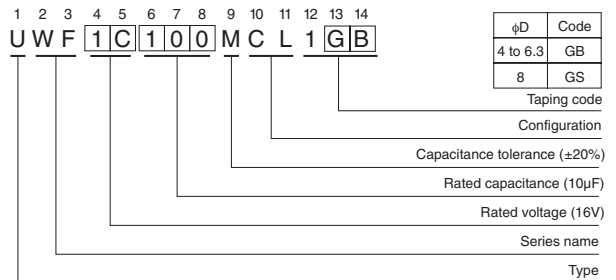 1 2 3 4 5 6 7 8 9 10 11 12 13 14
U W F 1 C 1 0 0 M C L 1 G B
φD Code
4 to 6.3 GB
8 GS
Taping code
Configuration
Capacitance tolerance (±20%)
Rated capacitance (10µF)
Rated voltage (16V)
Series name
Type